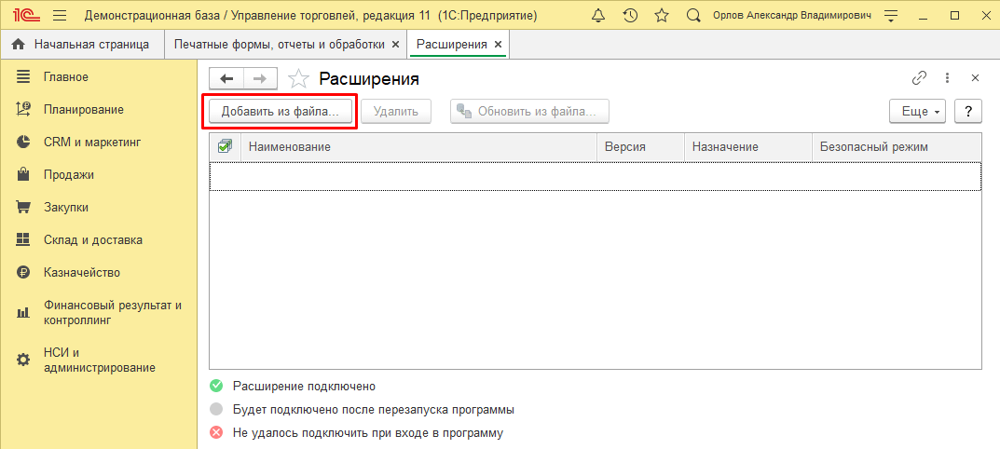 1С Демонстрационная база / Управление торговлей, редакция 11 (1С:Предприятие) Орлов Александр Владимирович
Начальная страница Печатные формы, отчеты и обработки Расширения
Главное
Планирование
CRM и маркетинг
Продажи
Закупки
Склад и доставка
Казначейство
Финансовый результат и
контроллинг
НСИ и
администрирование
Расширения
Добавить из файла... Удалить Обновить из файла... Еще ?
Наименование Версия Назначение Безопасный режим
Расширение подключено
Будет подключено после перезапуска программы
Не удалось подключить при входе в программу